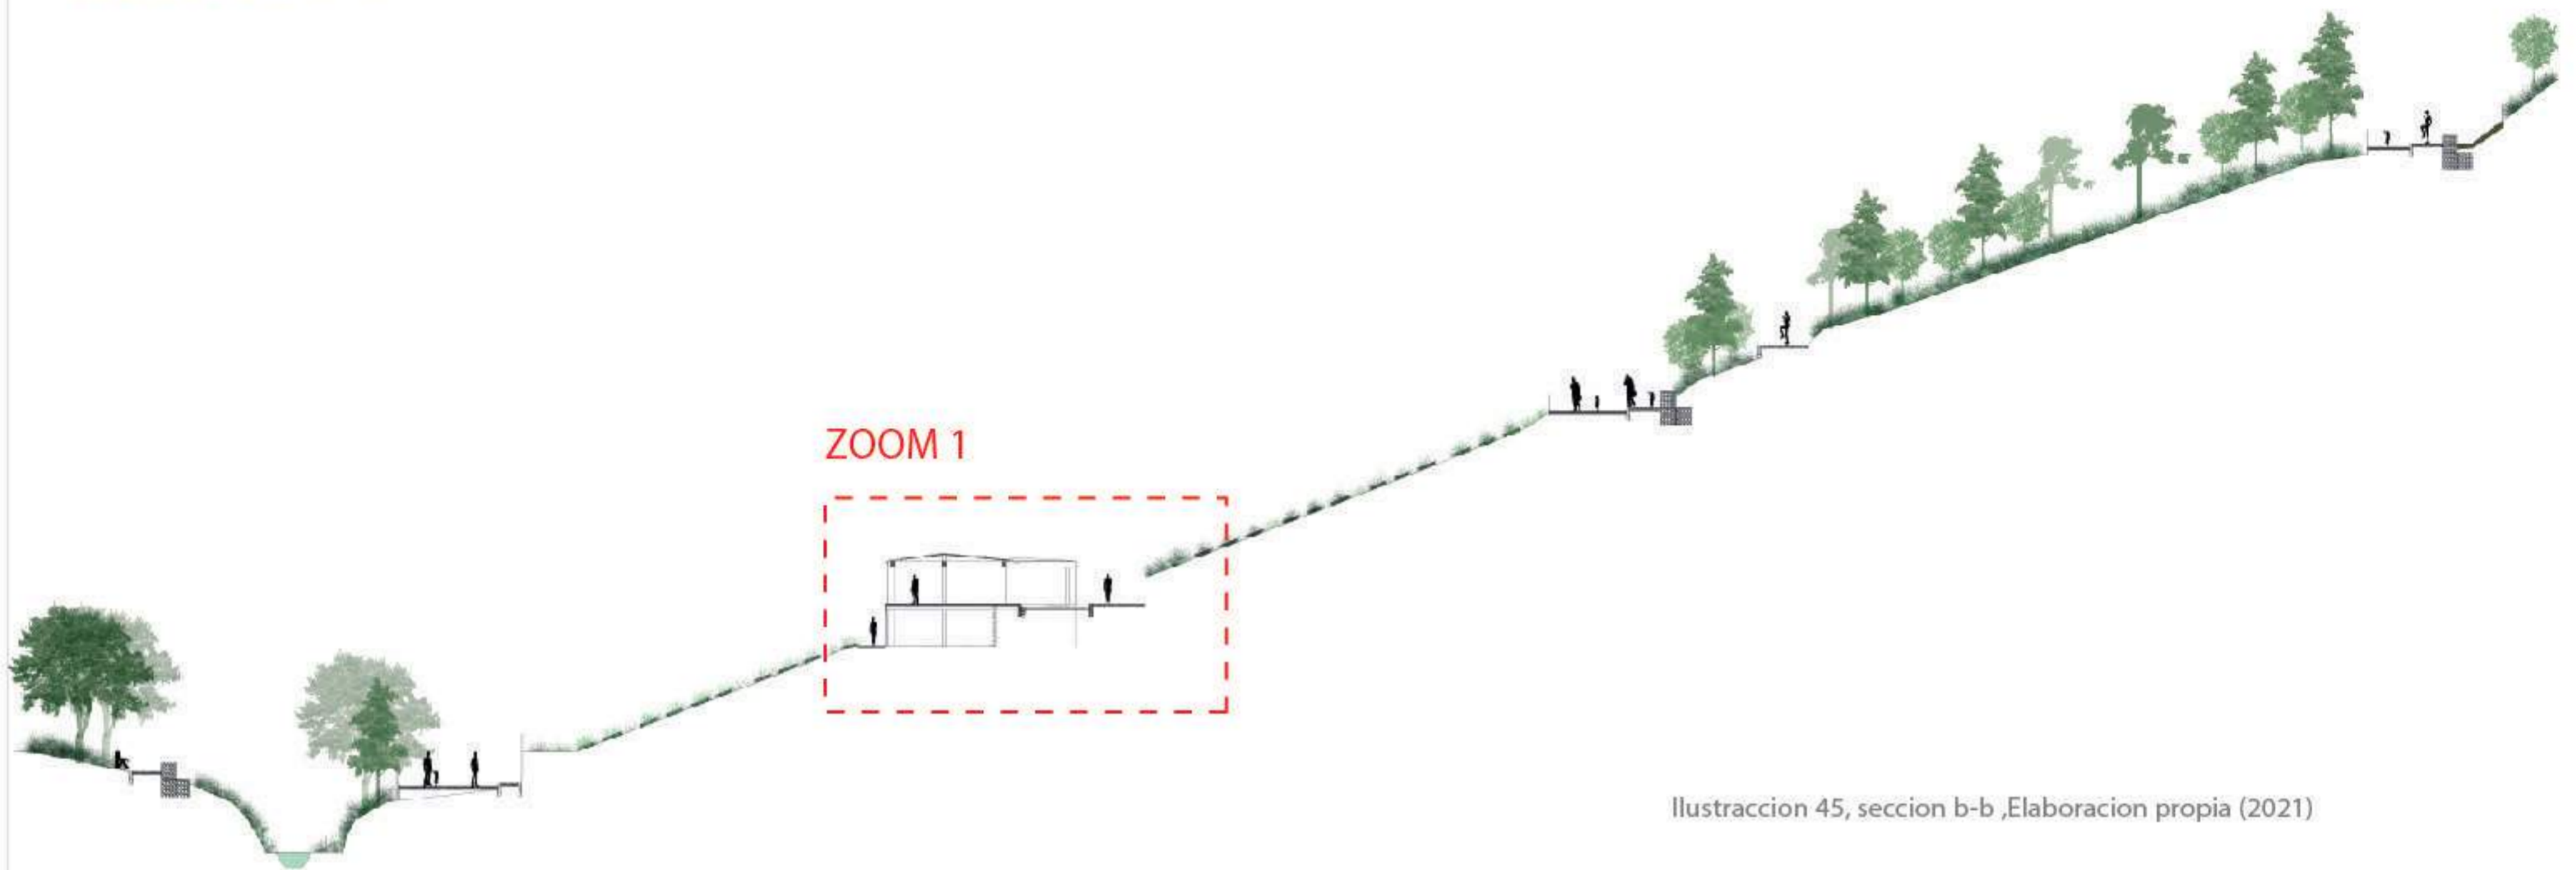 ZOOM 1
Ilustraccion 45, seccion b-b ,Elaboracion propia (2021)